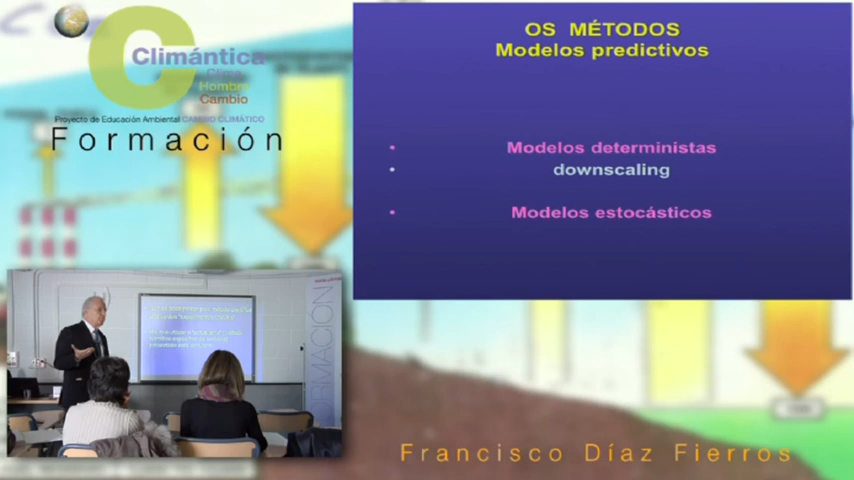 Climántica
Clima
Hombre
Cambio
Proyecto de Educación Ambiental CAMBIO CLIMÁTICO
Formación
OS MÉTODOS
Modelos predictivos
• Modelos deterministas
• downscaling
• Modelos estocásticos
Francisco Díaz Fierros